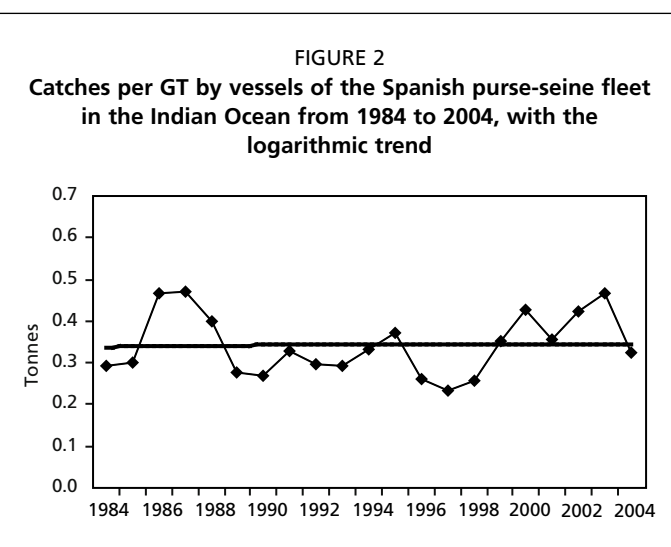 FIGURE 2
Catches per GT by vessels of the Spanish purse-seine fleet
in the Indian Ocean from 1984 to 2004, with the
logarithmic trend
0.7
0.6
0.5
0.4
0.3
0.2
0.1
0.0
Tonnes
1984 1986 1988 1990 1992 1994 1996 1998 2000 2002 2004